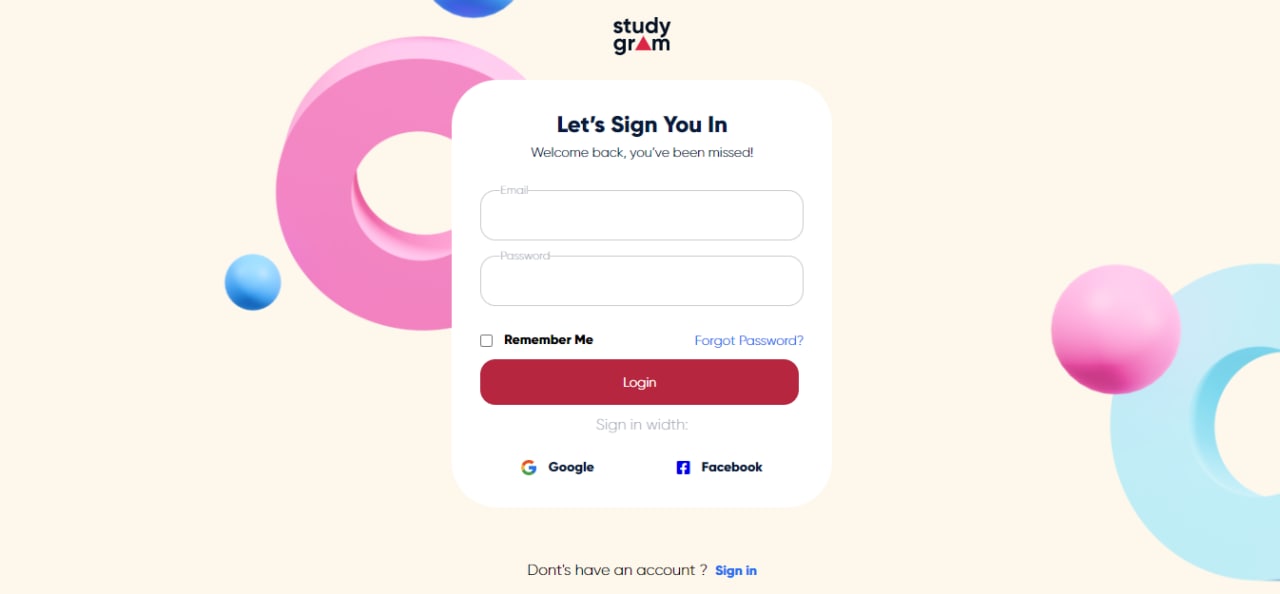 study
gram
Let’s Sign You In
Welcome back, you’ve been missed!
Email
Password
Remember Me Forgot Password?
Login
Sign in width:
Google Facebook
Dont's have an account ? Sign in